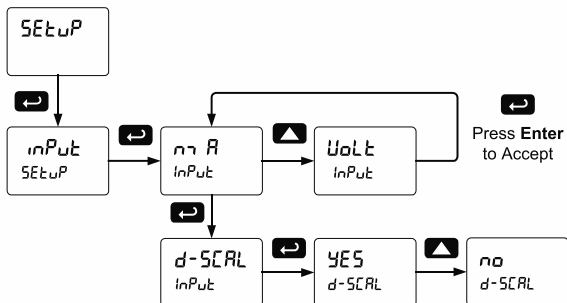 SEtuP
inPut
SEtuP
mA
InPut
VoLt
InPut
Press Enter
to Accept
d-SCAL
InPut
YES
d-SCAL
no
d-SCAL